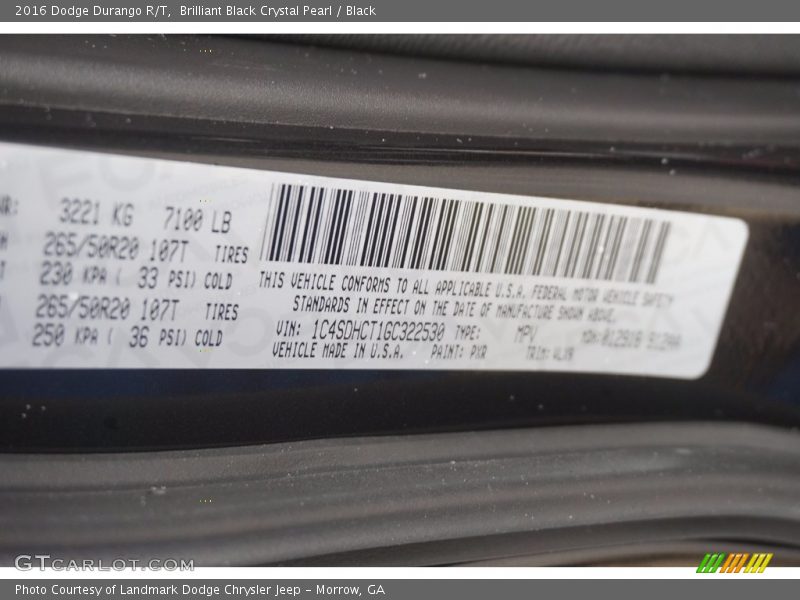 2016 Dodge Durango R/T, Brilliant Black Crystal Pearl / Black
3221 KG 7100 LB
265/50R20 107T TIRES
230 KPA ( 33 PSI) COLD
265/50R20 107T TIRES
250 KPA ( 36 PSI) COLD
THIS VEHICLE CONFORMS TO ALL APPLICABLE U.S.A. FEDERAL MOTOR VEHICLE SAFETY
STANDARDS IN EFFECT ON THE DATE OF MANUFACTURE SHOWN ABOVE.
VIN: 1C4SDHCT1GC322530 TYPE: MPV
VEHICLE MADE IN U.S.A. PAINT: PXR TRIM:
GTCARLOT.COM
Photo Courtesy of Landmark Dodge Chrysler Jeep - Morrow, GA